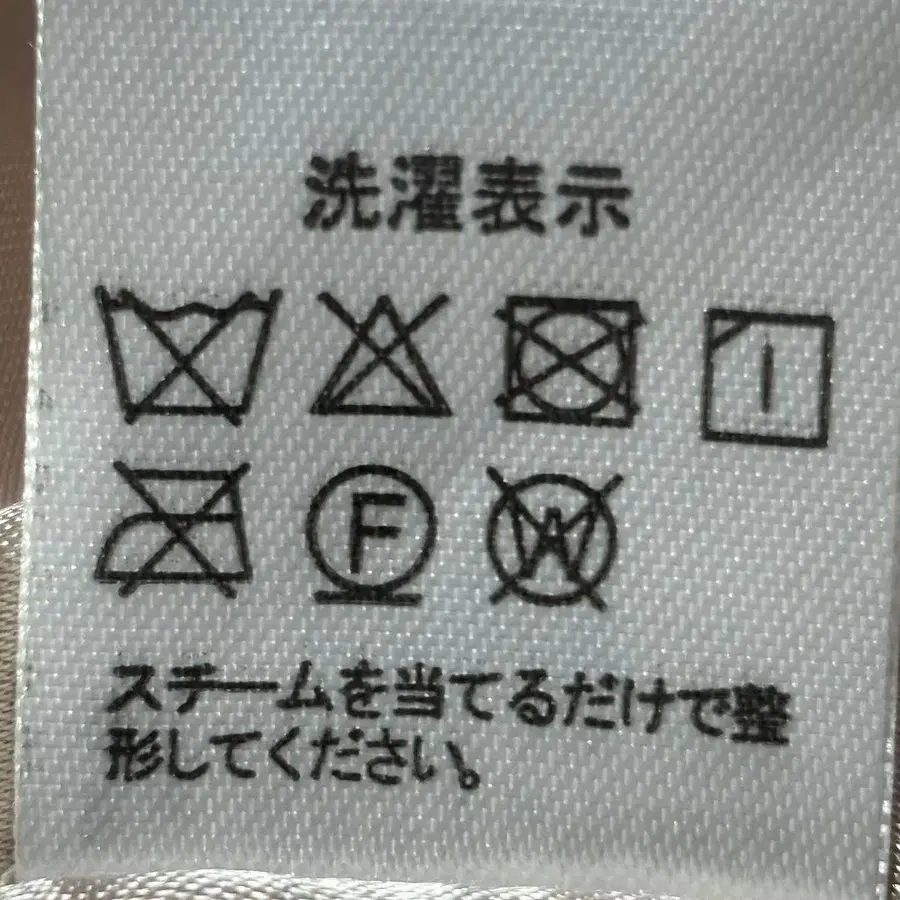 洗濯表示
F W
スチームを当てるだけで整
形してください。